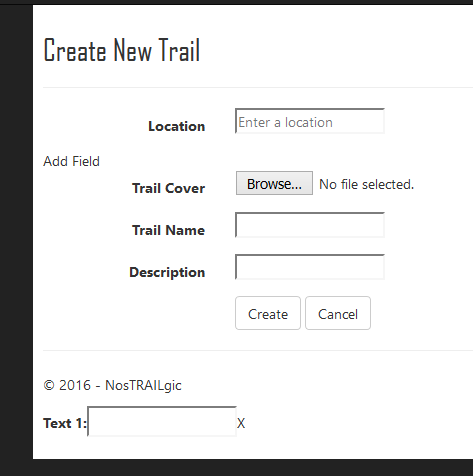 Create New Trail
Location Enter a location
Add Field
Trail Cover Browse... No file selected.
Trail Name
Description
Create Cancel
© 2016 - NosTRAILgic
Text 1: X